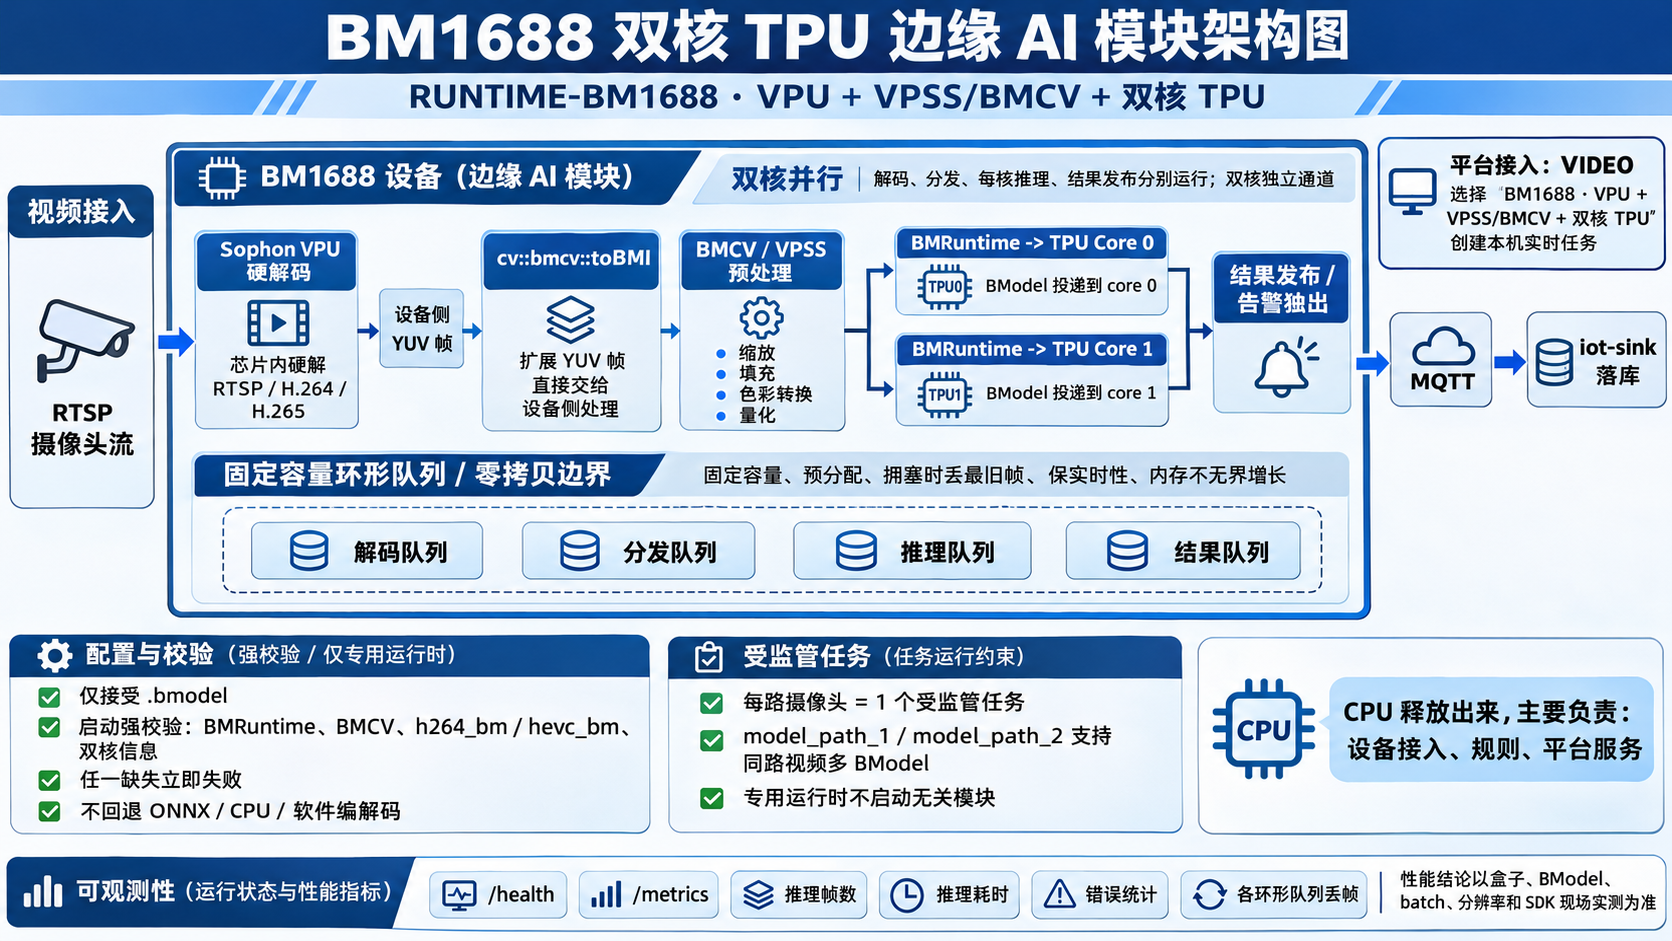 BM1688 双核 TPU 边缘 AI 模块架构图
RUNTIME-BM1688 · VPU + VPSS/BMCV + 双核 TPU
视频接入
RTSP
摄像头流
BM1688 设备（边缘 AI 模块）
双核并行
解码、分发、每核推理、结果发布分别运行；双核独立通道
Sophon VPU
硬解码
芯片内硬解
RTSP / H.264 /
H.265
设备侧
YUV 帧
cv::bmcv::toBMI
扩展 YUV 帧
直接交给
设备侧处理
BMCV / VPSS
预处理
缩放
填充
色彩转换
量化
BMRuntime -> TPU Core 0
TPU0
BModel 投递到 core 0
BMRuntime -> TPU Core 1
TPU1
BModel 投递到 core 1
结果发布 /
告警独出
平台接入：VIDEO
选择 “BM1688 · VPU +
VPSS/BMCV + 双核 TPU”
创建本机实时任务
MQTT
iot-sink
落库
固定容量环形队列 / 零拷贝边界
固定容量、预分配、拥塞时丢最旧帧、保实时性、内存不无界增长
解码队列
分发队列
推理队列
结果队列
配置与校验（强校验 / 仅专用运行时）
仅接受 .bmodel
启动强校验：BMRuntime、BMCV、h264_bm / hevc_bm、
双核信息
任一缺失立即失败
不回退 ONNX / CPU / 软件编解码
受监管任务（任务运行约束）
每路摄像头 = 1 个受监管任务
model_path_1 / model_path_2 支持
同路视频多 BModel
专用运行时不启动无关模块
CPU
CPU 释放出来，主要负责：
设备接入、规则、平台服务
可观测性（运行状态与性能指标）
/health
/metrics
推理帧数
推理耗时
错误统计
各环形队列丢帧
性能结论以盒子、BModel、
batch、分辨率和 SDK 现场实测为准